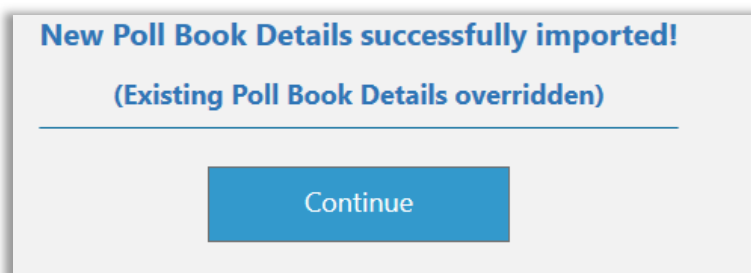 New Poll Book Details successfully imported!
(Existing Poll Book Details overridden)
Continue